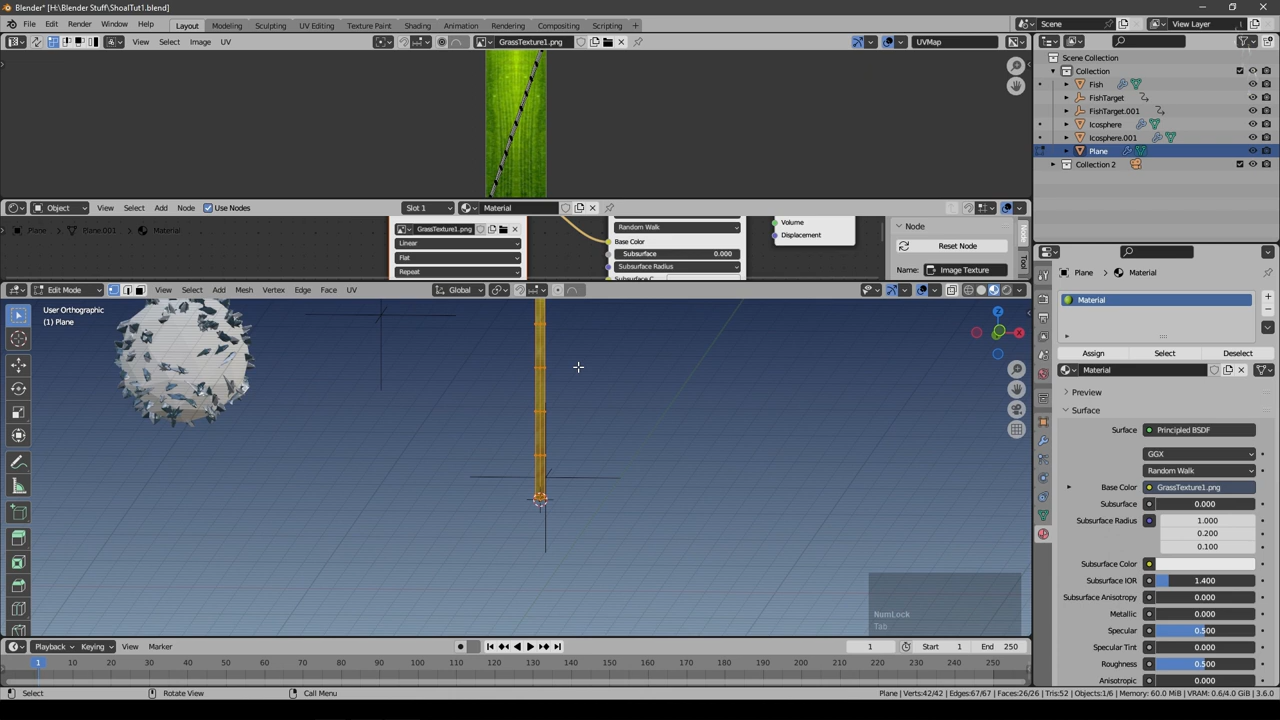 Blender* [H:\Blender Stuff\ShoalTut1.blend]
File Edit Render Window Help Layout Modeling Sculpting UV Editing Texture Paint Shading Animation Rendering Compositing Scripting + Scene View Layer
View Select Image UV GrassTexture1.png UVMap
Scene Collection
Collection
Fish
FishTarget
FishTarget.001
Icosphere
Icosphere.001
Plane
Collection 2
Object View Select Add Node Use Nodes Slot 1 Material
Plane Plane.001 Material
GrassTexture1.png
Linear
Flat
Repeat
Random Walk
Base Color
Subsurface 0.000
Subsurface Radius
Volume
Displacement
Node
Reset Node
Name: Image Texture
Node
Tool
Edit Mode View Select Add Mesh Vertex Edge Face UV Global
User Orthographic
(1) Plane
Z
X
NumLock
Tab
Plane Material
Material
Assign Select Deselect
Material
Preview
Surface
Surface Principled BSDF
GGX
Random Walk
Base Color GrassTexture1.png
Subsurface 0.000
Subsurface Radius 1.000
0.200
0.100
Subsurface Color
Subsurface IOR 1.400
Subsurface Anisotropy 0.000
Metallic 0.000
Specular 0.500
Specular Tint 0.000
Roughness 0.500
Anisotropic 0.000
Playback Keying View Marker 1 Start 1 End 250
1 10 20 30 40 50 60 70 80 90 100 110 120 130 140 150 160 170 180 190 200 210 220 230 240 250
Select Rotate View Call Menu Plane | Verts:42/42 | Edges:67/67 | Faces:26/26 | Tris:52 | Objects:1/6 | Memory: 60.0 MiB | VRAM: 0.6/4.0 GiB | 3.6.0